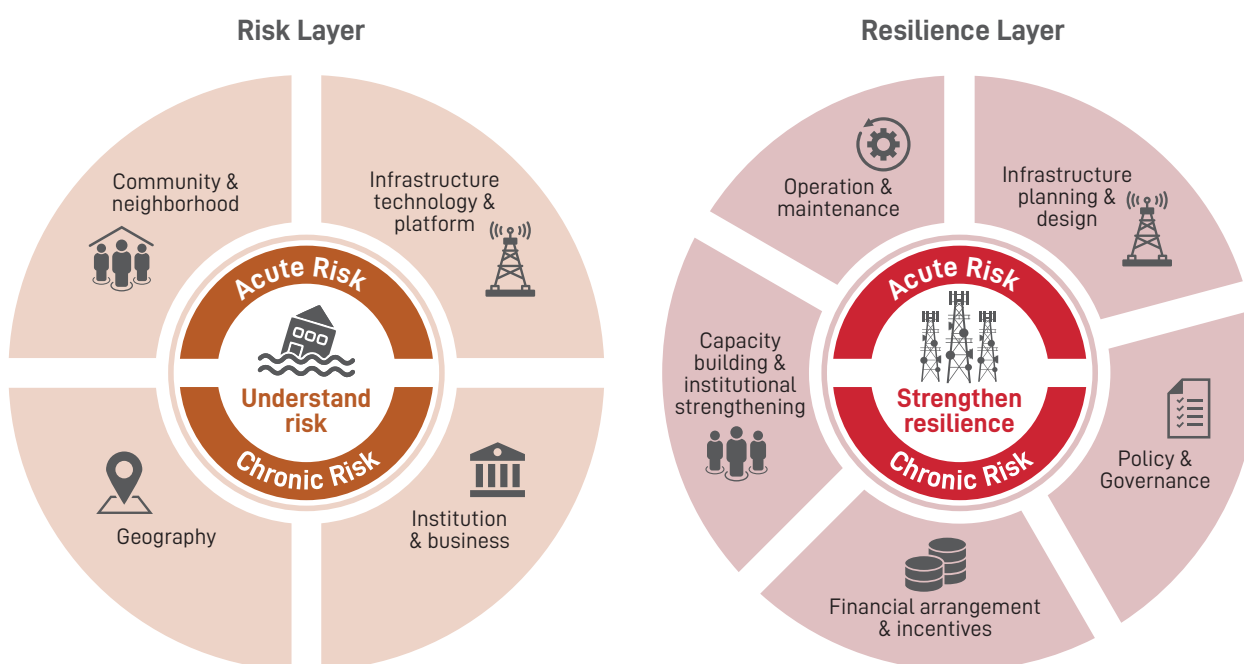 Risk Layer
Community &
neighborhood
Infrastructure
technology &
platform
Acute Risk
Understand
risk
Chronic Risk
Geography
Institution
& business
Resilience Layer
Operation &
maintenance
Infrastructure
planning &
design
Acute Risk
Capacity
building &
institutional
strengthening
Strengthen
resilience
Chronic Risk
Policy &
Governance
Financial arrangement
& incentives